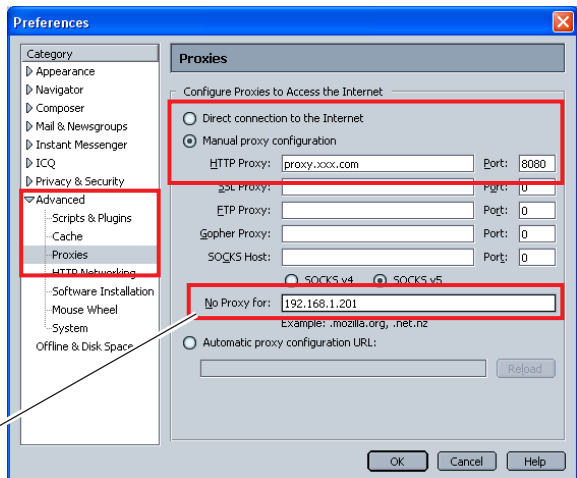 Preferences
Category
Appearance
Navigator
Composer
Mail & Newsgroups
Instant Messenger
ICQ
Privacy & Security
Advanced
Scripts & Plugins
Cache
Proxies
HTTP Networking
Software Installation
Mouse Wheel
System
Offline & Disk Space
Proxies
Configure Proxies to Access the Internet
Direct connection to the Internet
Manual proxy configuration
HTTP Proxy: proxy.xxx.com Port: 8080
SSL Proxy: Port: 0
FTP Proxy: Port: 0
Gopher Proxy: Port: 0
SOCKS Host: Port: 0
SOCKS v4 SOCKS v5
No Proxy for: 192.168.1.201
Example: .mozilla.org, .net.nz
Automatic proxy configuration URL:
Reload
OK Cancel Help